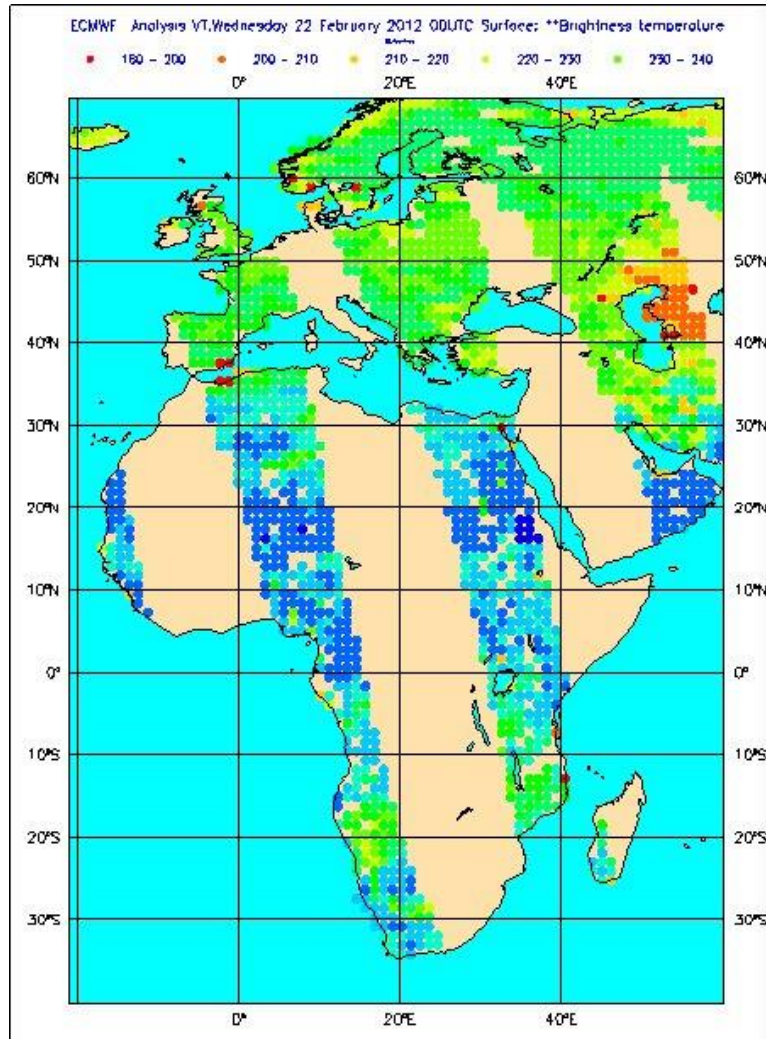 ECMWF Analysis VT:Wednesday 22 February 2012 00UTC Surface: **Brightness temperature
180 - 200 200 - 210 210 - 220 220 - 230 230 - 240
0° 20°E 40°E
60°N 60°N
50°N 50°N
40°N 40°N
30°N 30°N
20°N 20°N
10°N 10°N
0° 0°
10°S 10°S
20°S 20°S
30°S 30°S
0° 20°E 40°E